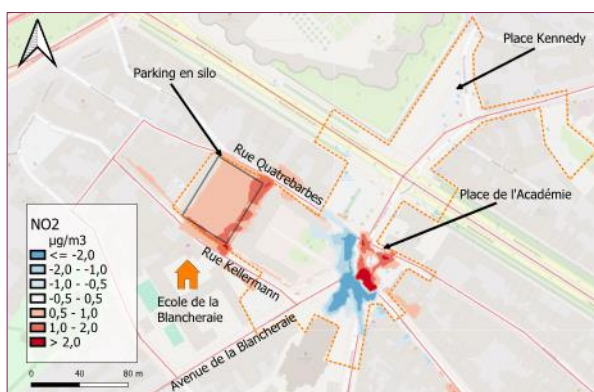 Place Kennedy
Parking en silo
Rue Quatrebarbes
Place de l'Académie
NO2
µg/m3
<= -2,0
-2,0 - -1,0
-1,0 - -0,5
-0,5 - 0,5
0,5 - 1,0
1,0 - 2,0
> 2,0
Rue Kellermann
Ecole de la
Blancheraie
Avenue de la Blancheraie
0 40 80 m